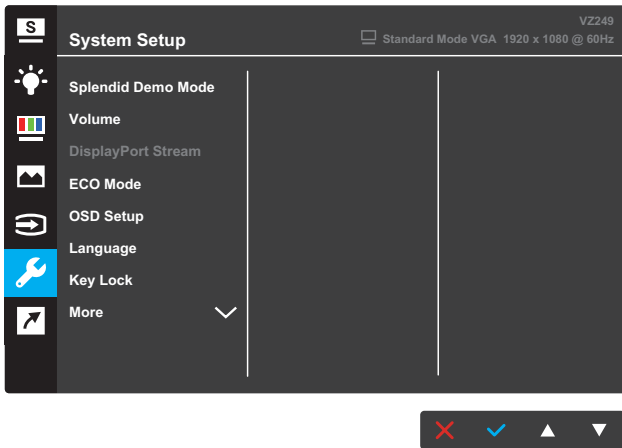 S
VZ249
System Setup
Standard Mode VGA 1920 x 1080 @ 60Hz
Splendid Demo Mode
Volume
DisplayPort Stream
ECO Mode
OSD Setup
Language
Key Lock
More